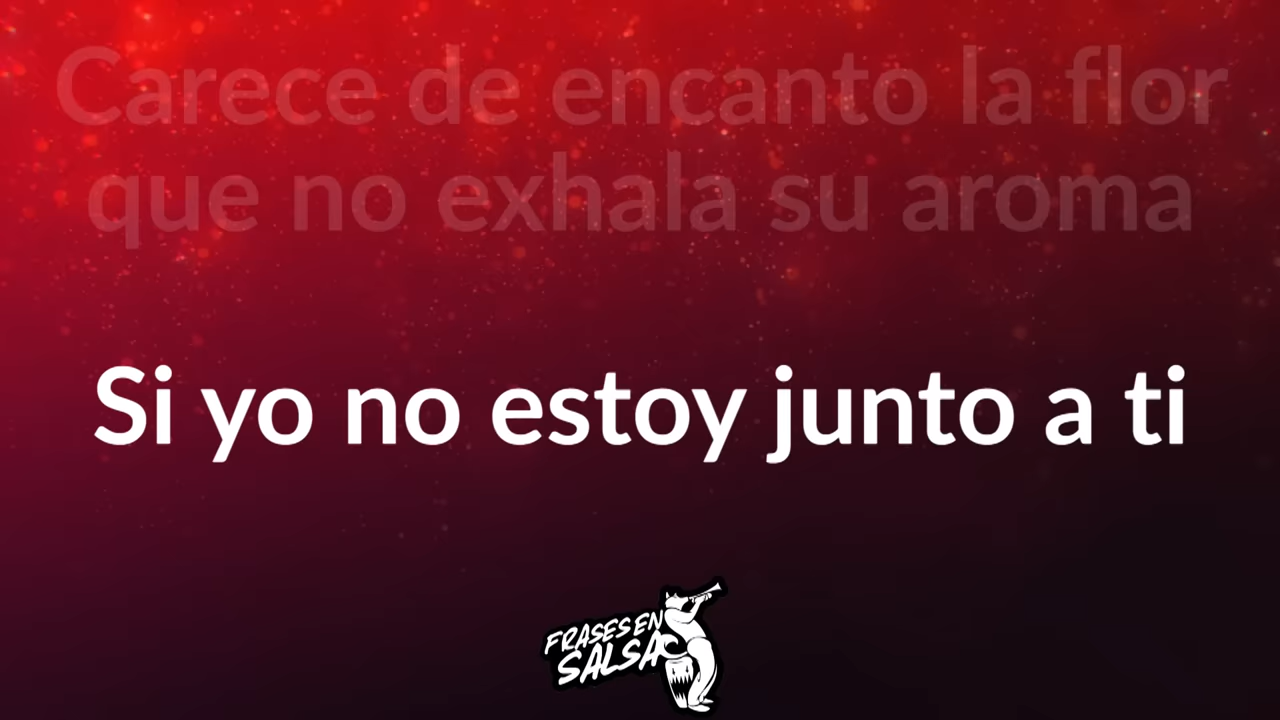 Carece de encanto la flor
que no exhala su aroma
Si yo no estoy junto a ti
FRASES EN
SALSA